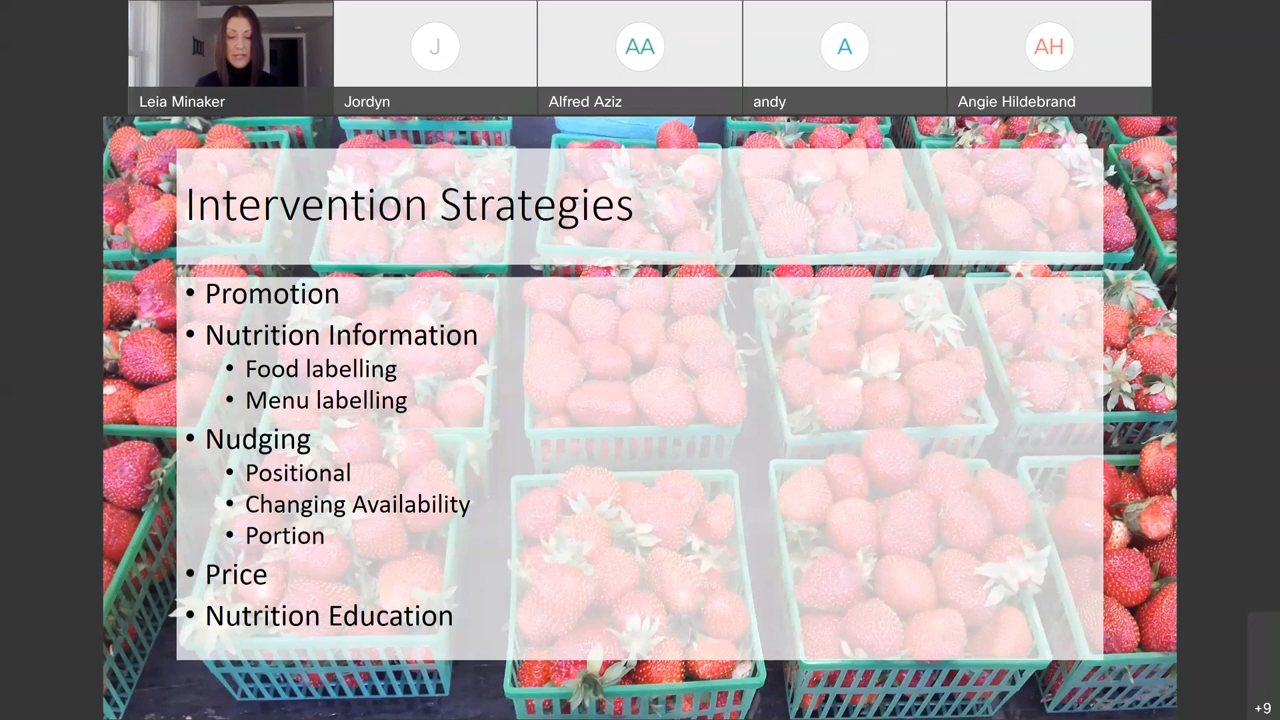 J
AA
A
AH
Leia Minaker
Jordyn
Alfred Aziz
andy
Angie Hildebrand
Intervention Strategies
• Promotion
• Nutrition Information
• Food labelling
• Menu labelling
• Nudging
• Positional
• Changing Availability
• Portion
• Price
• Nutrition Education
+9